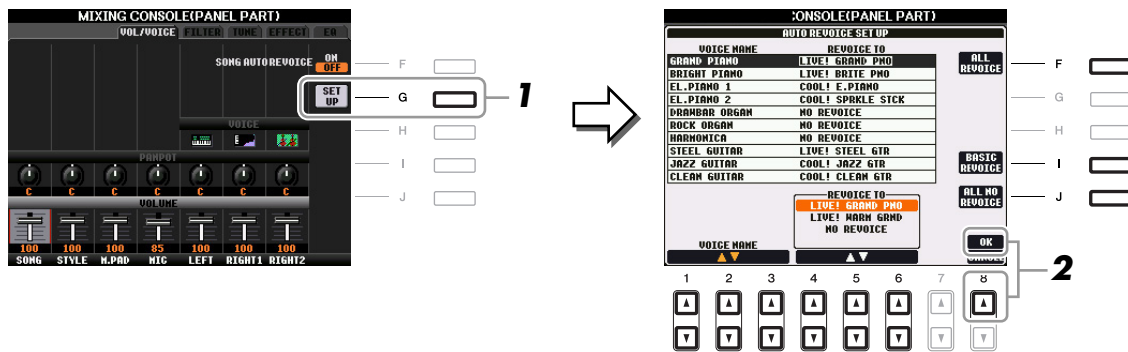 MIXING CONSOLE(PANEL PART)
VOL/VOICE FILTER TUNE EFFECT EQ
SONG AUTO REVOICE ON
OFF
F
SET
UP
G
1
VOICE
H
PANPOT
I
C C C C C C C
VOLUME
J
100 100 100 85 100 100 100
SONG STYLE M.PAD MIC LEFT RIGHT1 RIGHT2
CONSOLE(PANEL PART)
AUTO REVOICE SET UP
VOICE NAME REVOICE TO
GRAND PIANO LIVE! GRAND PNO
BRIGHT PIANO LIVE! BRITE PNO
EL.PIANO 1 COOL! E.PIANO
EL.PIANO 2 COOL! SPRKLE STCK
DRAWBAR ORGAN NO REVOICE
ROCK ORGAN NO REVOICE
HARMONICA NO REVOICE
STEEL GUITAR LIVE! STEEL GTR
JAZZ GUITAR COOL! JAZZ GTR
CLEAN GUITAR COOL! CLEAN GTR
ALL
REVOICE
F
G
H
BASIC
REVOICE
I
ALL NO
REVOICE
J
REVOICE TO
LIVE! GRAND PNO
LIVE! WARM GRND
NO REVOICE
VOICE NAME
OK
2
1 2 3 4 5 6 7 8